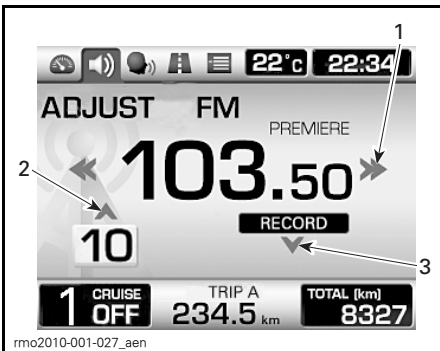 1
22°c 22:34
ADJUST FM
PREMIERE
2
103.50
RECORD
10
3
1 CRUISE OFF
TRIP A
234.5 km
TOTAL (km)
8327
rmo2010-001-027_aen